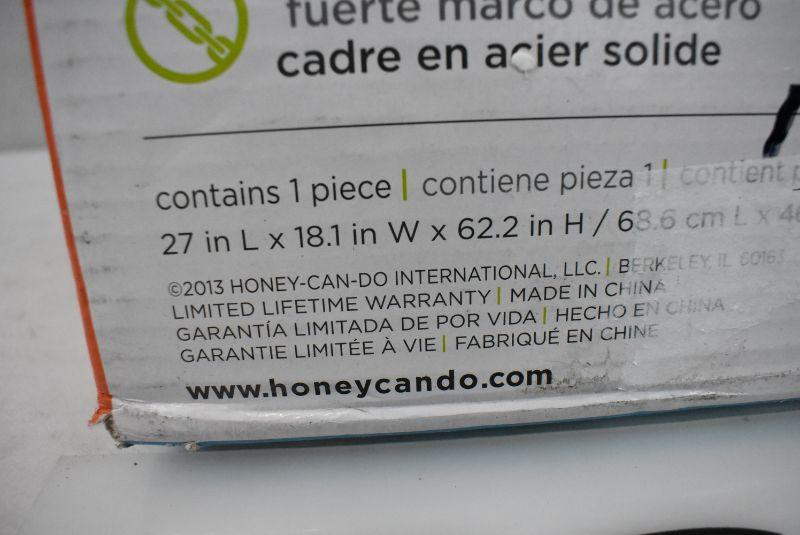 fuerte marco de acero
cadre en acier solide
contains 1 piece | contiene pieza 1 | contient
27 in L x 18.1 in W x 62.2 in H / 68.6 cm L x
©2013 HONEY-CAN-DO INTERNATIONAL, LLC. | BERKELEY, IL 60163
LIMITED LIFETIME WARRANTY | MADE IN CHINA
GARANTÍA LIMITADA DE POR VIDA | HECHO EN CHINA
GARANTIE LIMITÉE À VIE | FABRIQUÉ EN CHINE
www.honeycando.com